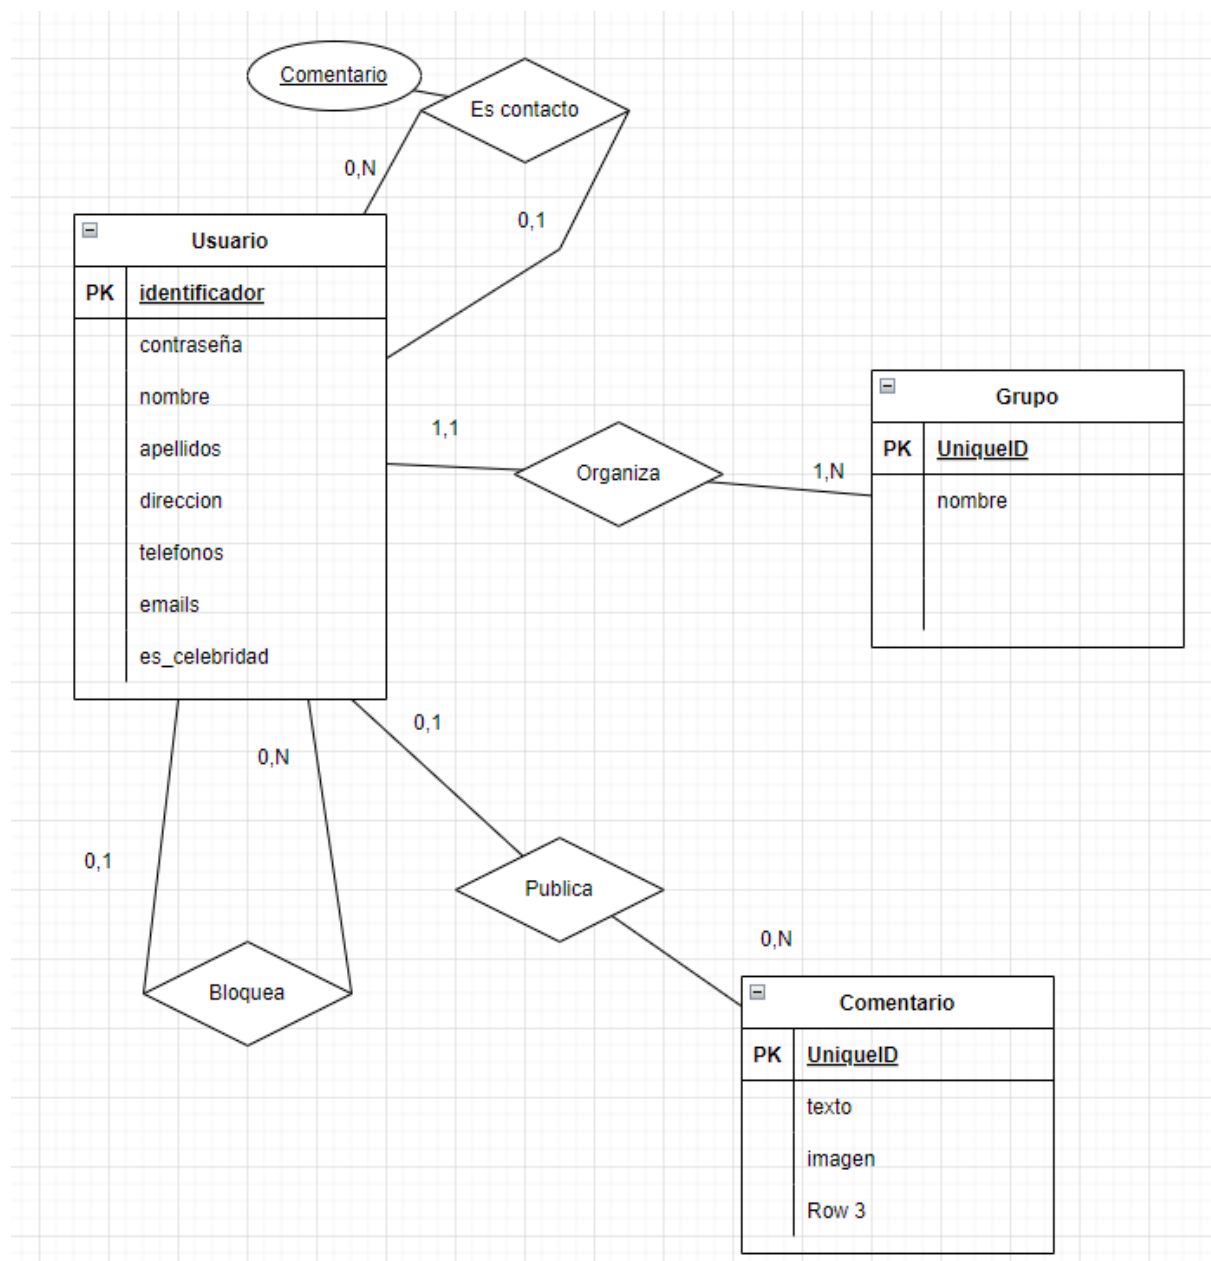 Comentario
Es contacto
0,N
0,1
Usuario
PK identificador
contraseña
nombre
apellidos
direccion
telefonos
emails
es_celebridad
1,1
Organiza
1,N
Grupo
PK UniqueID
nombre
0,1
0,N
0,1
Bloquea
Publica
0,N
Comentario
PK UniqueID
texto
imagen
Row 3